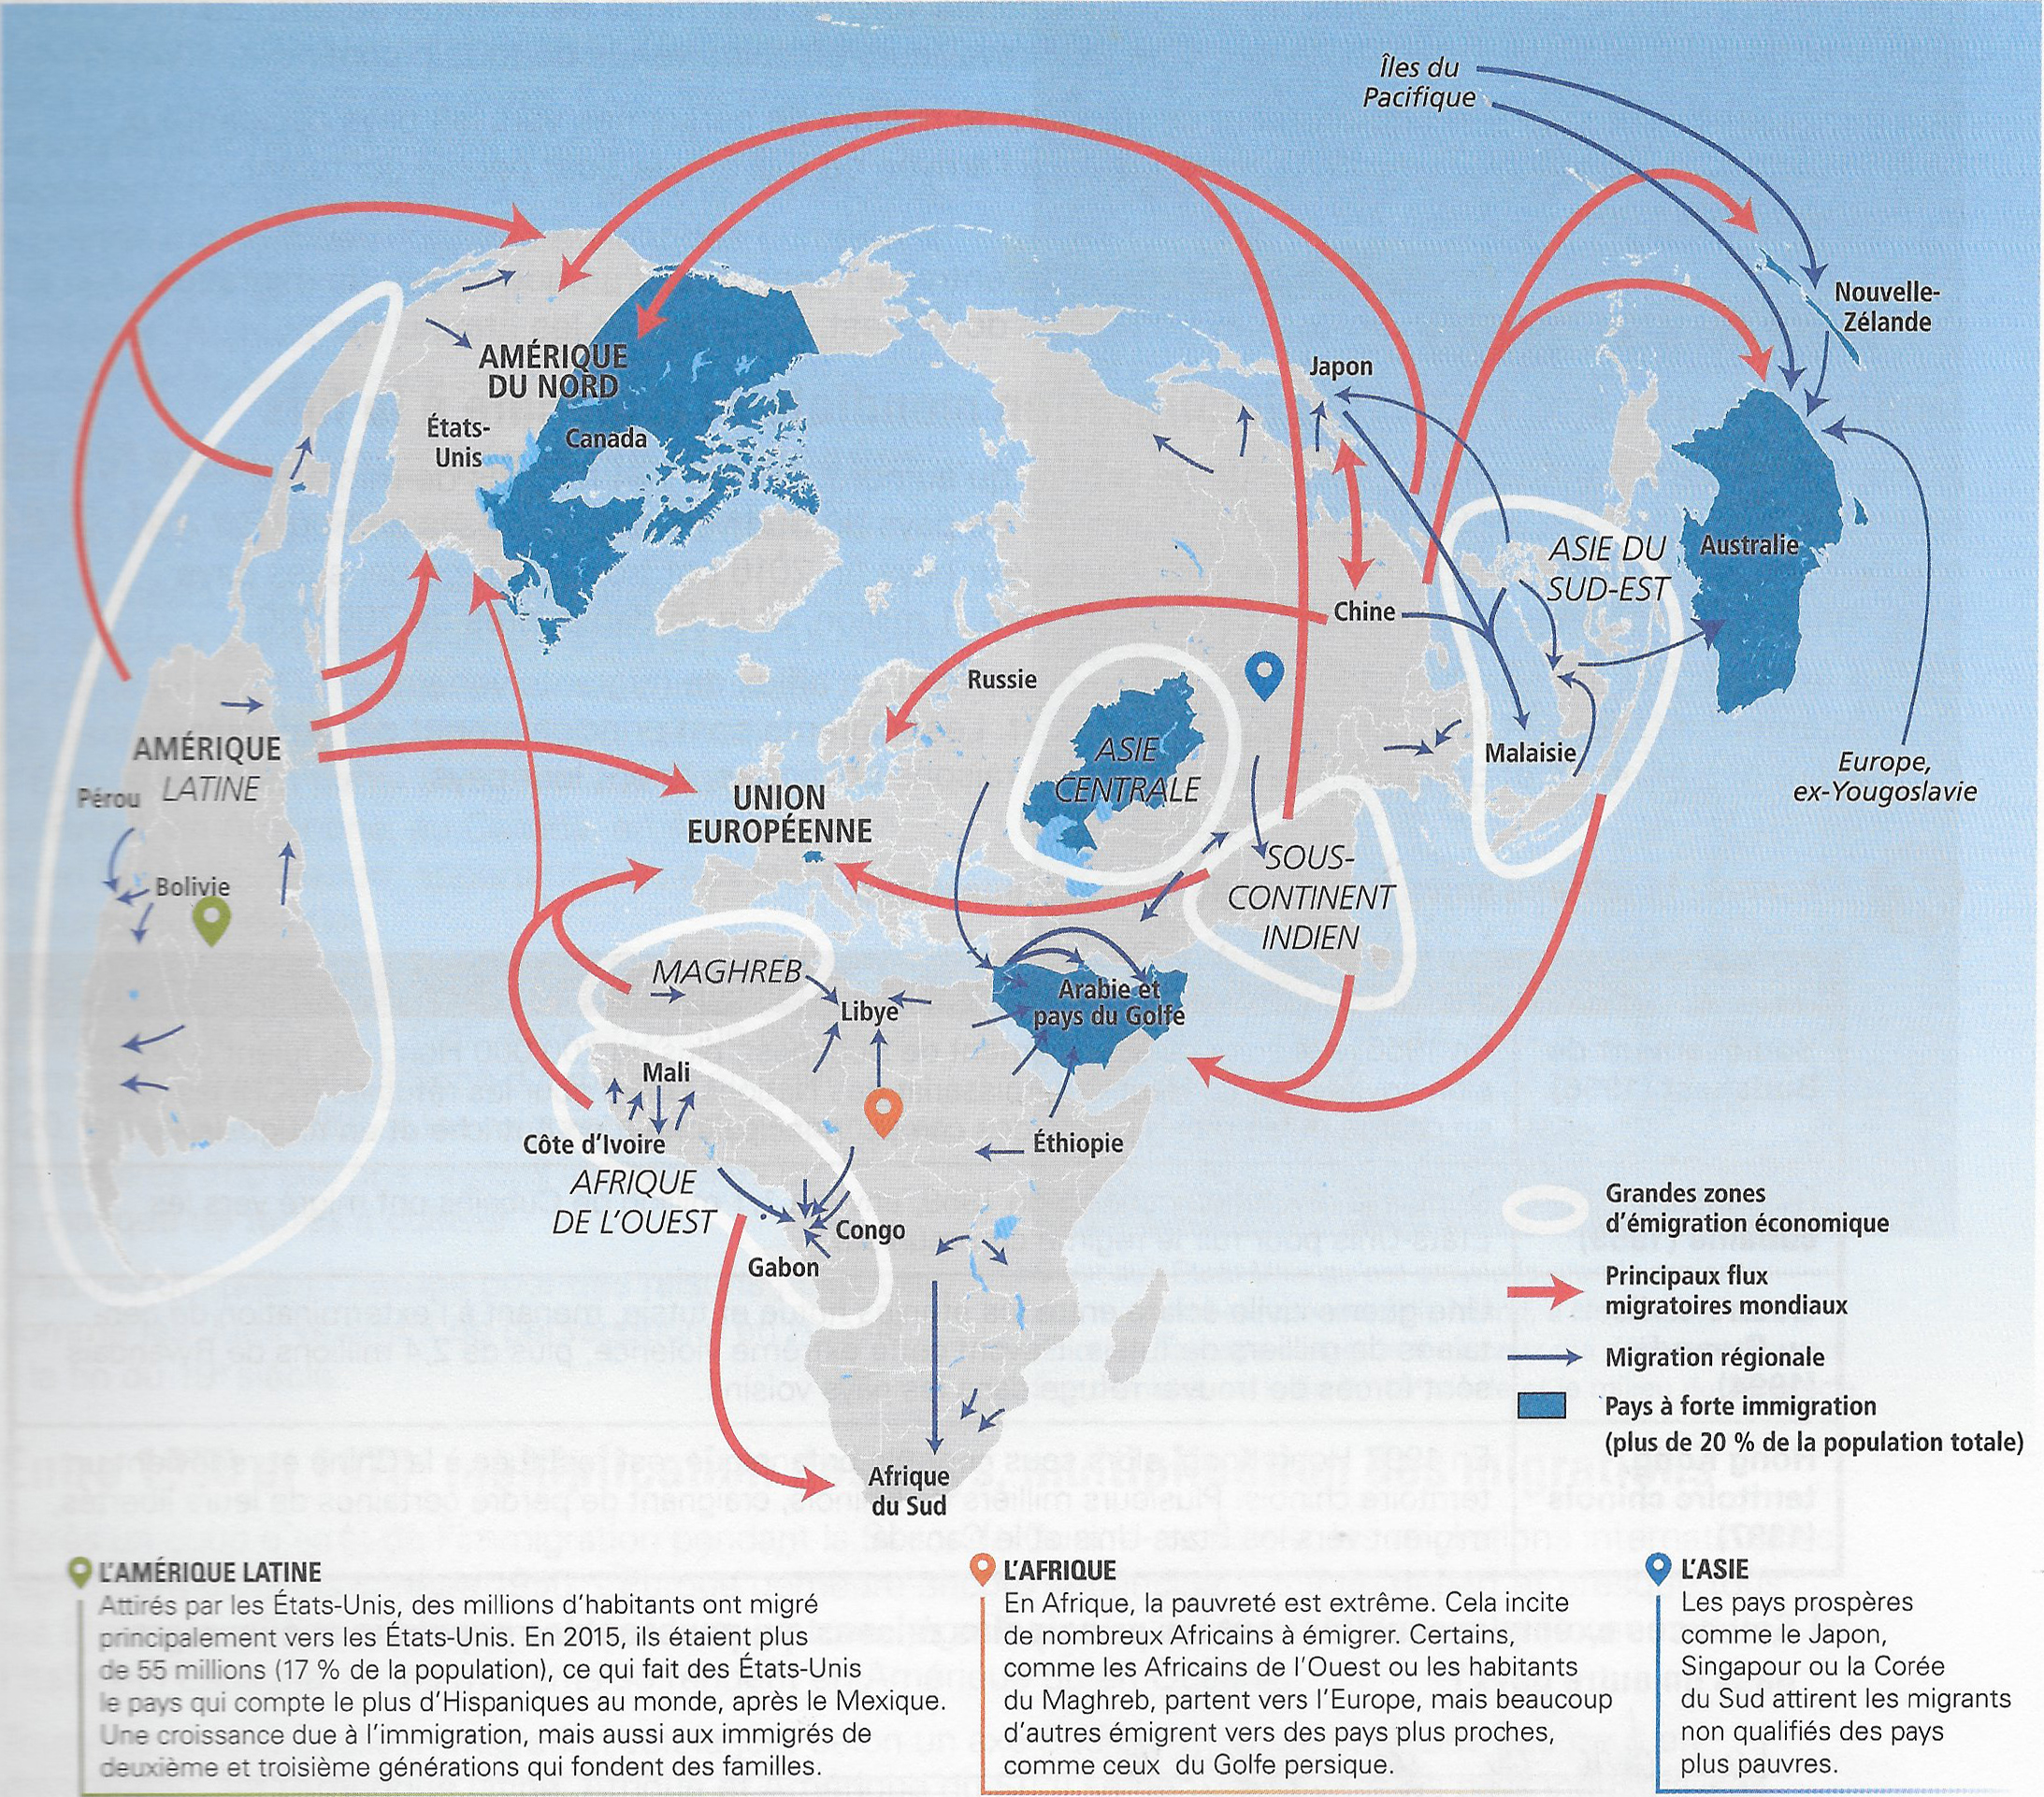 Îles du
Pacifique
Nouvelle-
Zélande
AMÉRIQUE
DU NORD
États-
Unis
Canada
Japon
ASIE DU
SUD-EST
Australie
Chine
Russie
AMÉRIQUE
LATINE
Pérou
ASIE
CENTRALE
Malaisie
Europe,
ex-Yougoslavie
UNION
EUROPÉENNE
Bolivie
SOUS-
CONTINENT
INDIEN
MAGHREB
Libye
Arabie et
pays du Golfe
Mali
Côte d'Ivoire
Éthiopie
AFRIQUE
DE L'OUEST
Congo
Gabon
Afrique
du Sud
Grandes zones
d'émigration économique
Principaux flux
migratoires mondiaux
Migration régionale
Pays à forte immigration
(plus de 20 % de la population totale)
L'AMÉRIQUE LATINE
Attirés par les États-Unis, des millions d'habitants ont migré
principalement vers les États-Unis. En 2015, ils étaient plus
de 55 millions (17 % de la population), ce qui fait des États-Unis
le pays qui compte le plus d'Hispaniques au monde, après le Mexique.
Une croissance due à l'immigration, mais aussi aux immigrés de
deuxième et troisième générations qui fondent des familles.
L'AFRIQUE
En Afrique, la pauvreté est extrême. Cela incite
de nombreux Africains à émigrer. Certains,
comme les Africains de l'Ouest ou les habitants
du Maghreb, partent vers l'Europe, mais beaucoup
d'autres émigrent vers des pays plus proches,
comme ceux du Golfe persique.
L'ASIE
Les pays prospères
comme le Japon,
Singapour ou la Corée
du Sud attirent les migrants
non qualifiés des pays
plus pauvres.